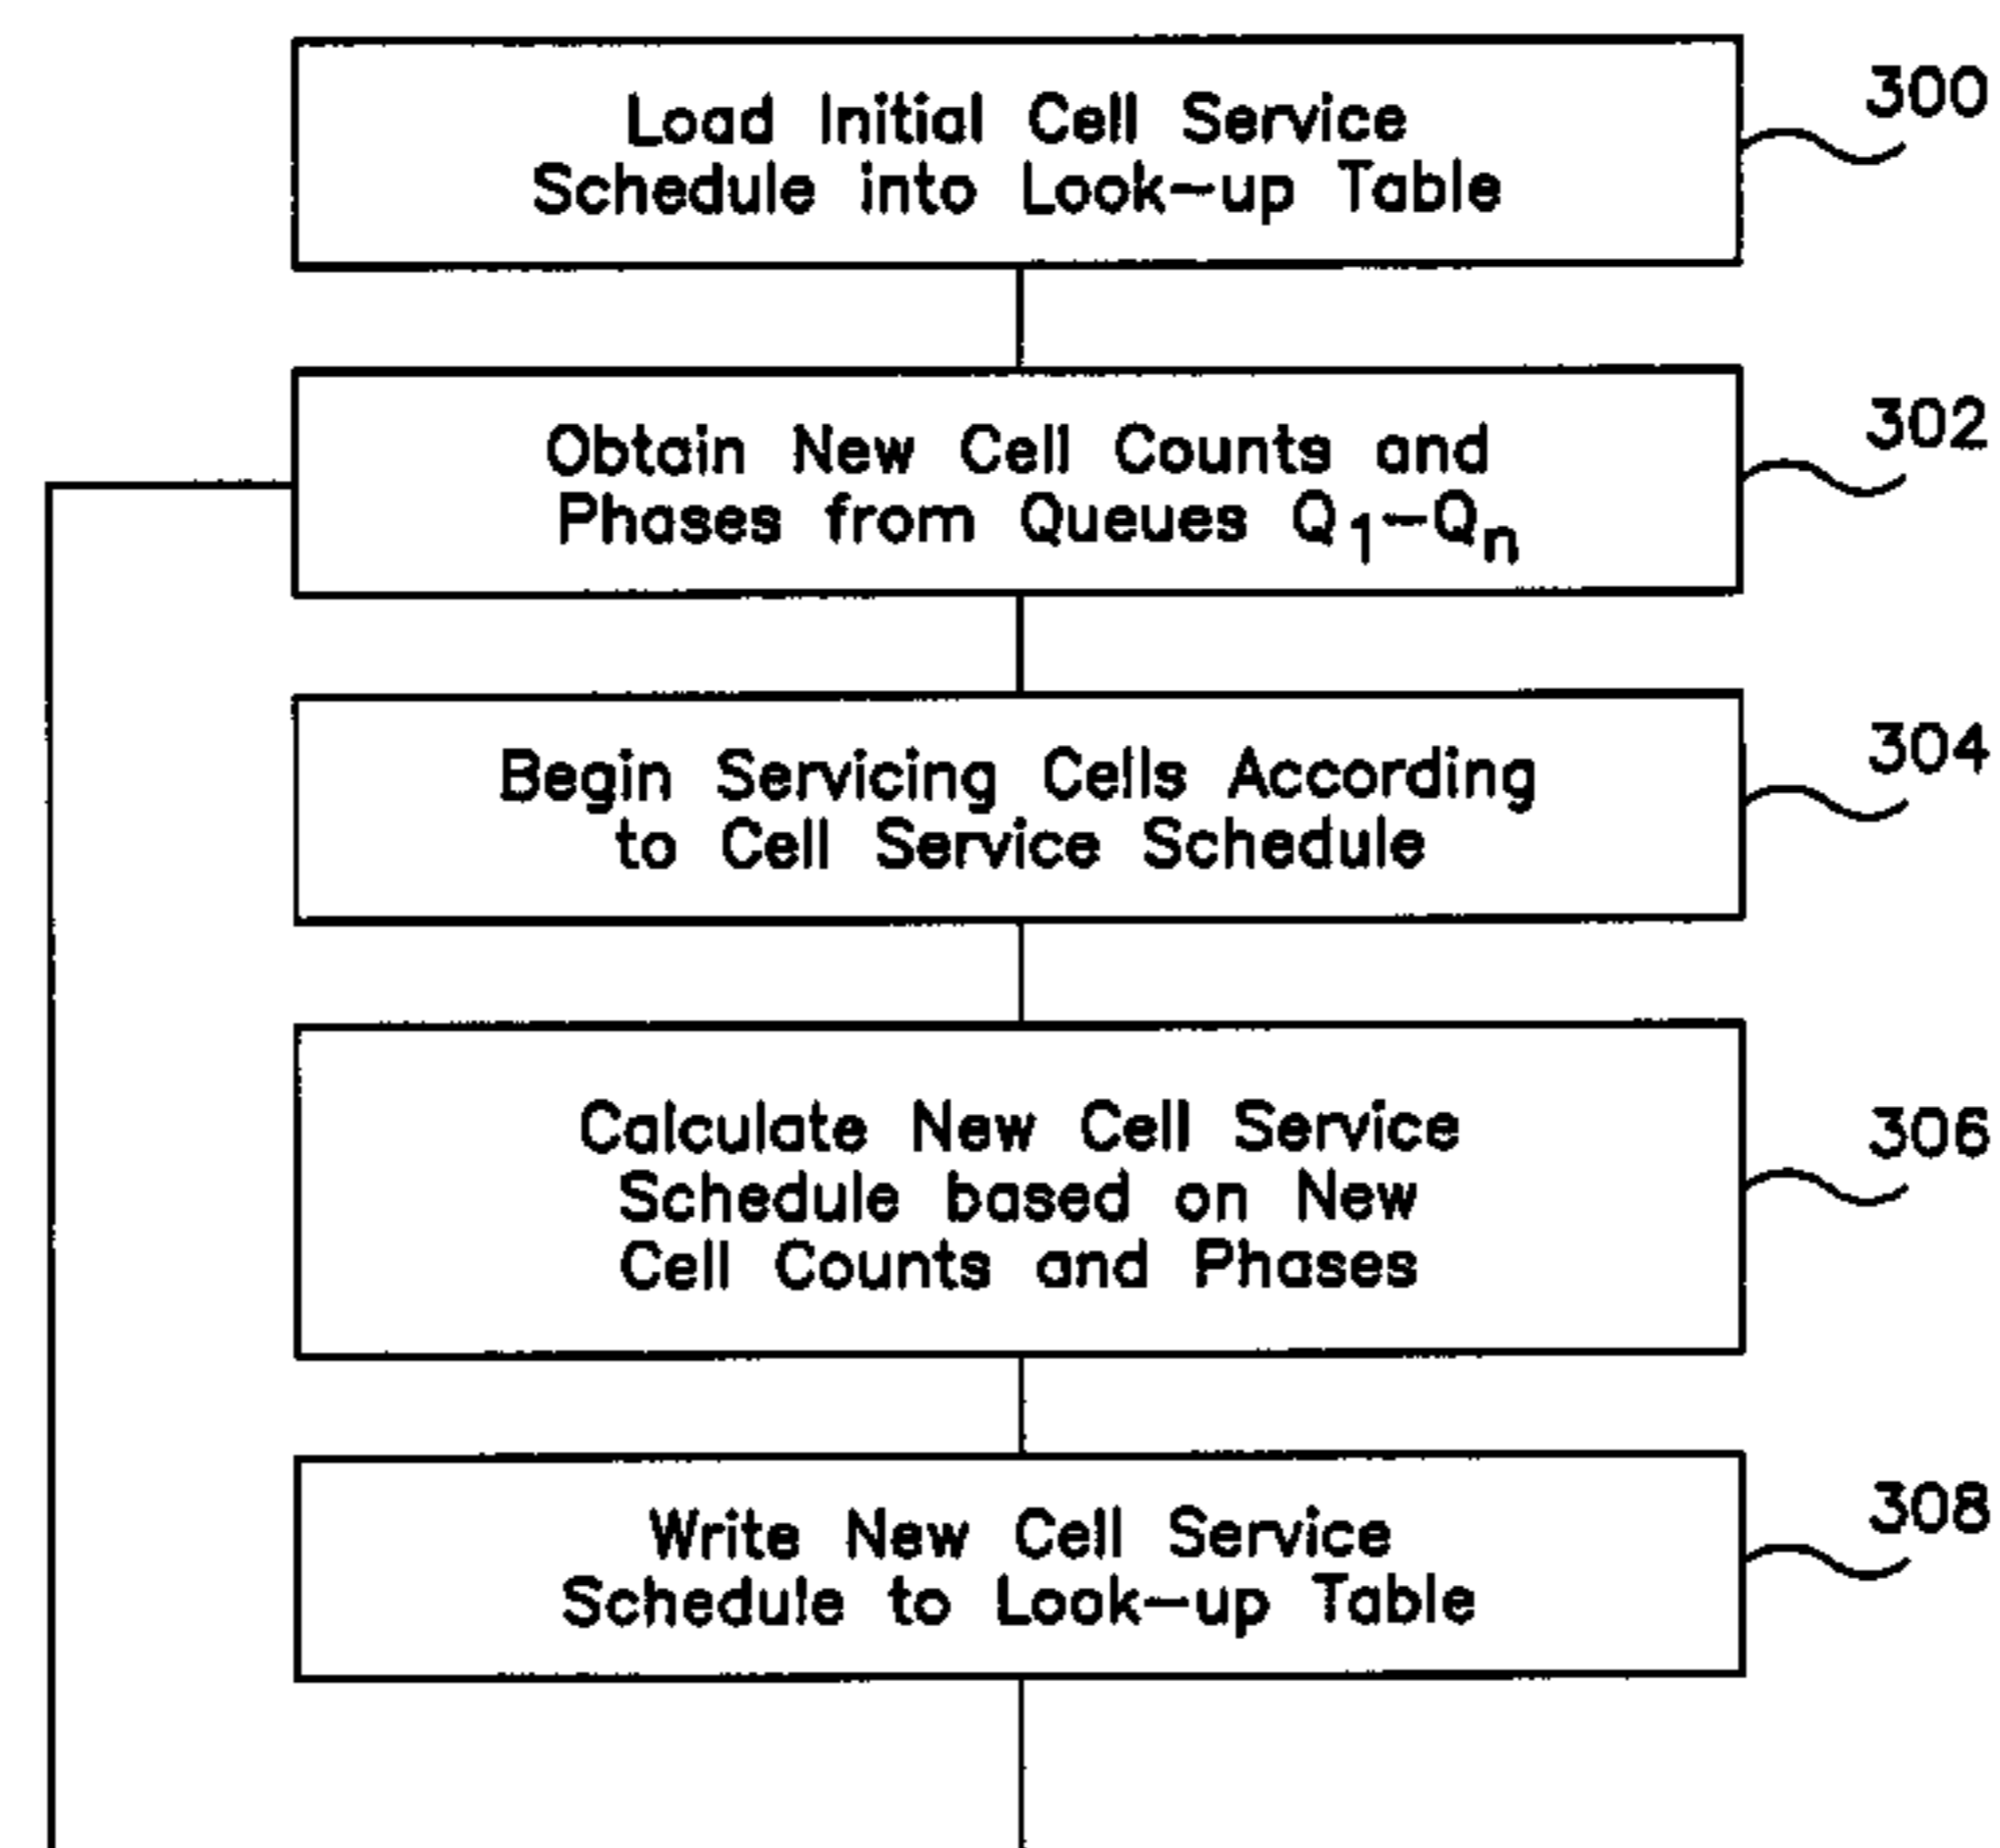 Load Initial Cell Service
Schedule into Look-up Table
300
Obtain New Cell Counts and
Phases from Queues Q1-Qn
302
Begin Servicing Cells According
to Cell Service Schedule
304
Calculate New Cell Service
Schedule based on New
Cell Counts and Phases
306
Write New Cell Service
Schedule to Look-up Table
308